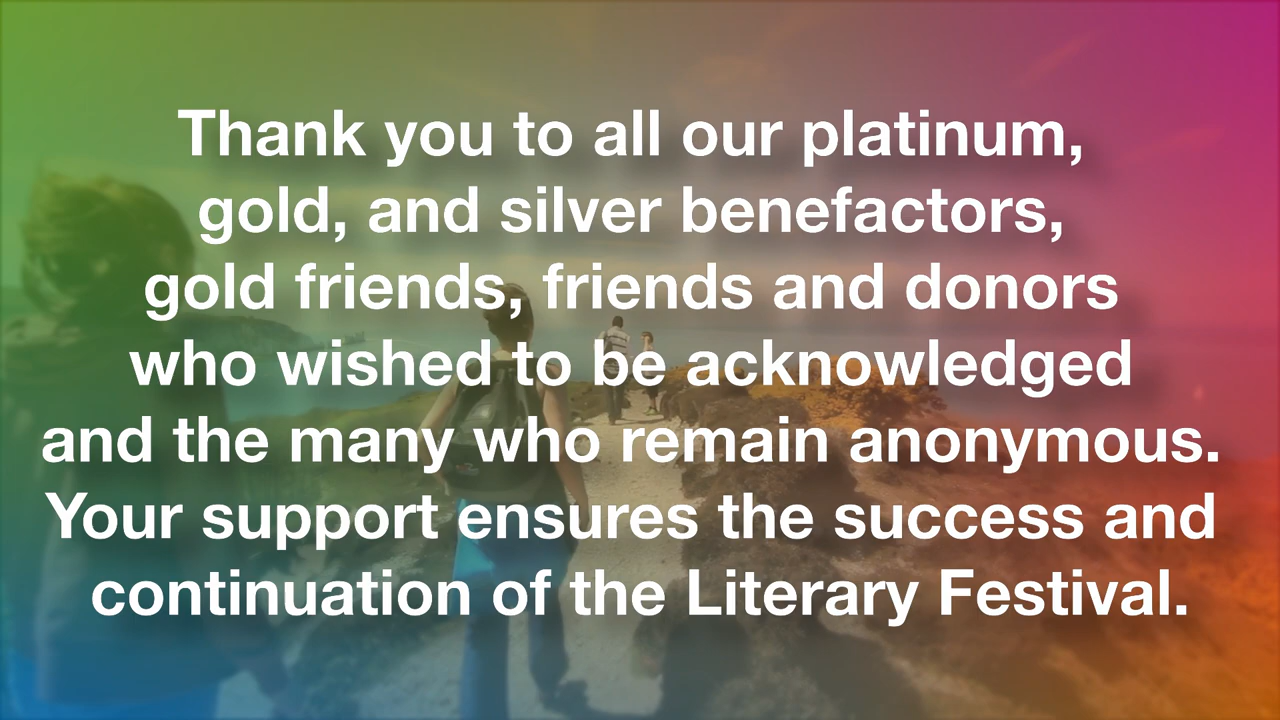 Thank you to all our platinum,
gold, and silver benefactors,
gold friends, friends and donors
who wished to be acknowledged
and the many who remain anonymous.
Your support ensures the success and
continuation of the Literary Festival.